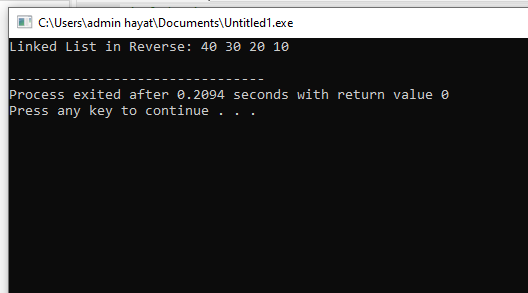 C:\Users\admin hayat\Documents\Untitled1.exe
Linked List in Reverse: 40 30 20 10
--------------------------------
Process exited after 0.2094 seconds with return value 0
Press any key to continue . . .